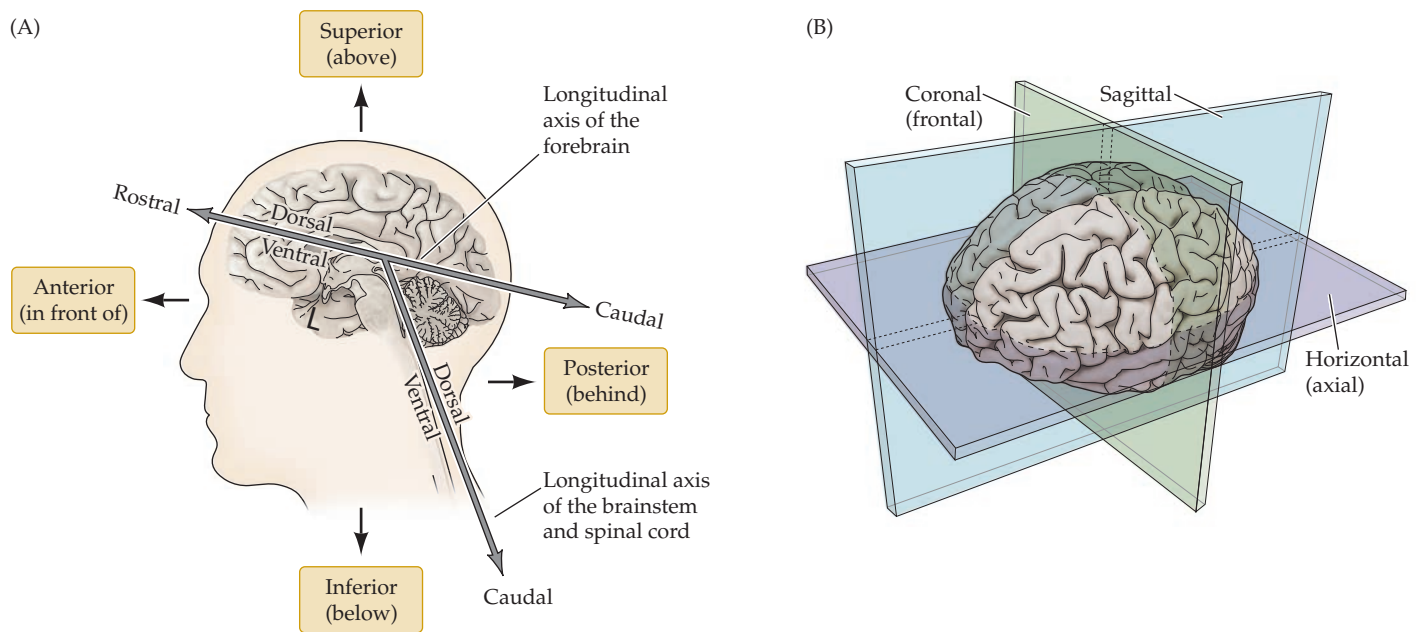 (A)
Superior
(above)
Longitudinal
axis of the
forebrain
Rostral
Dorsal
Ventral
Anterior
(in front of)
L
Caudal
Posterior
(behind)
Dorsal
Ventral
Longitudinal axis
of the brainstem
and spinal cord
Inferior
(below)
Caudal
(B)
Coronal
(frontal)
Sagittal
Horizontal
(axial)